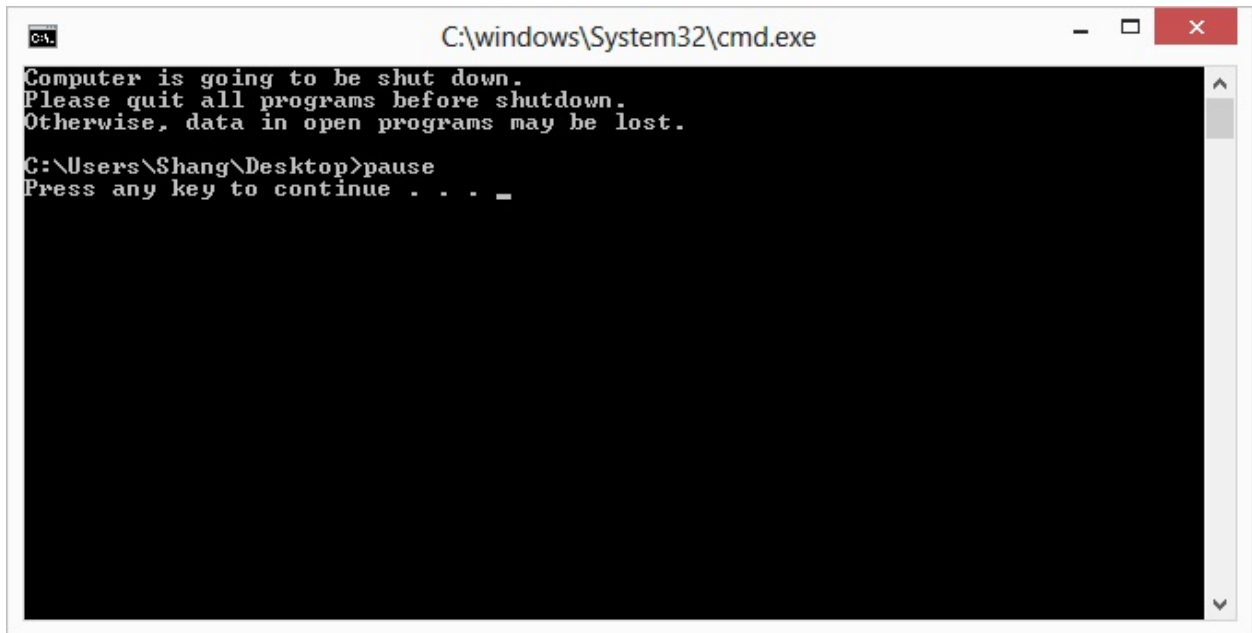 C:\windows\System32\cmd.exe
Computer is going to be shut down.
Please quit all programs before shutdown.
Otherwise, data in open programs may be lost.
C:\Users\Shang\Desktop>pause
Press any key to continue . . . _